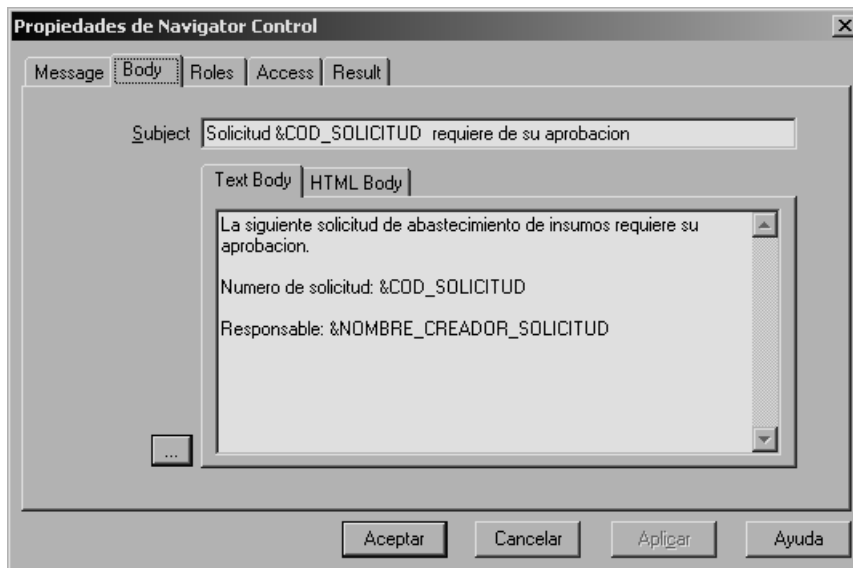 Propiedades de Navigator Control
Message Body Roles Access Result
Subject Solicitud &COD_SOLICITUD requiere de su aprobacion
Text Body HTML Body
La siguiente solicitud de abastecimiento de insumos requiere su
aprobacion.
Numero de solicitud: &COD_SOLICITUD
Responsable: &NOMBRE_CREADOR_SOLICITUD
...
Aceptar Cancelar Aplicar Ayuda